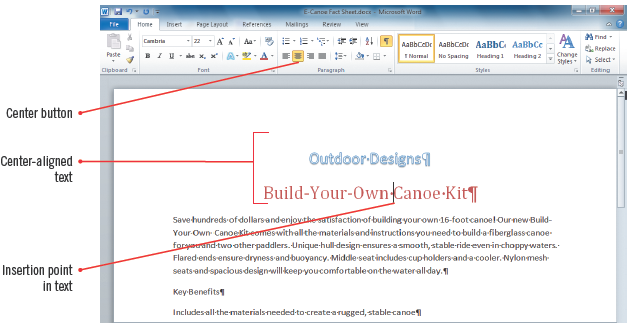 E-Canoe Fact Sheet.docx - Microsoft Word
File Home Insert Page Layout References Mailings Review View
Paste
Cambria 22
Clipboard Font Paragraph Styles Editing
AaBbCcDc AaBbCcDc AaBbC AaBbCc
¶ Normal No Spacing Heading 1 Heading 2
Change Styles
Find
Replace
Select
Center button
Center-aligned
text
Outdoor·Designs¶
Build-Your-Own·Canoe·Kit¶
Save·hundreds·of·dollars·and·enjoy·the·satisfaction·of·building·your·own·16-foot·canoe!·Our·new·Build-
Your-Own·Canoe·Kit·comes·with·all·the·materials·and·instructions·you·need·to·build·a·fiberglass·canoe·
for·you·and·two·other·paddlers.·Unique·hull·design·ensures·a·smooth,·stable·ride·even·in·choppy·waters.·
Flared·ends·ensure·dryness·and·buoyancy.·Middle·seat·includes·cup·holders·and·a·cooler.·Nylon·mesh·
seats·and·spacious·design·will·keep·you·comfortable·on·the·water·all·day.¶
Insertion point
in text
Key·Benefits¶
Includes·all·the·materials·needed·to·create·a·rugged,·stable·canoe¶